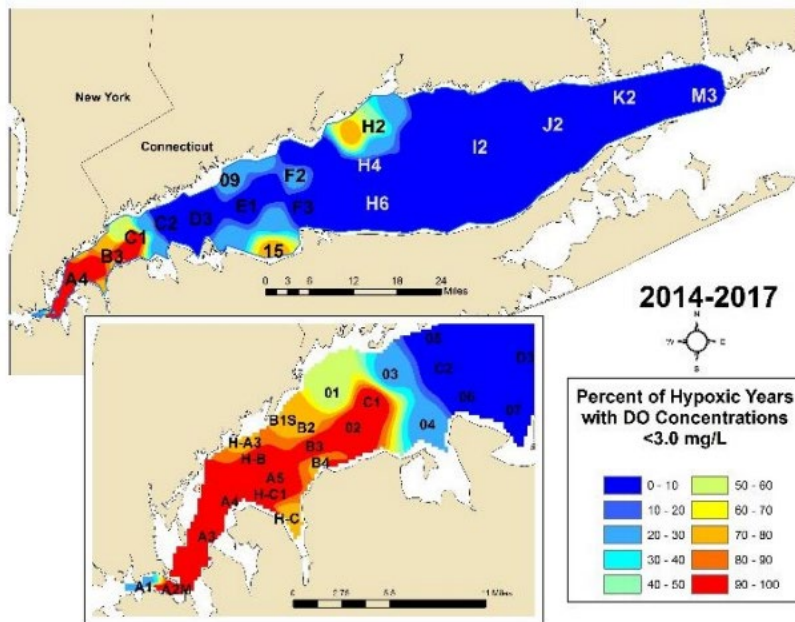 New York
Connecticut
K2
M3
J2
I2
H2
H4
H6
09
F2
F3
E1
D3
C2
C1
15
B3
A4
0 3 6 12 18 24
Miles
2014-2017
N
W E
S
03
C2
06
07
01
C1
04
B1S
B2
02
H-A3
B3
H-B
B4
A5
A4
H-C1
H-C
A3
A1
A2M
11 Miles
Percent of Hypoxic Years
with DO Concentrations
<3.0 mg/L
0 - 10
10 - 20
20 - 30
30 - 40
40 - 50
50 - 60
60 - 70
70 - 80
80 - 90
90 - 100